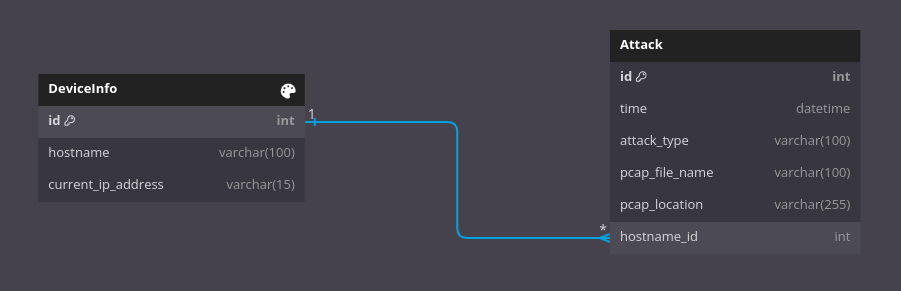 DeviceInfo
id int
hostname varchar(100)
current_ip_address varchar(15)
1
*
Attack
id int
time datetime
attack_type varchar(100)
pcap_file_name varchar(100)
pcap_location varchar(255)
hostname_id int